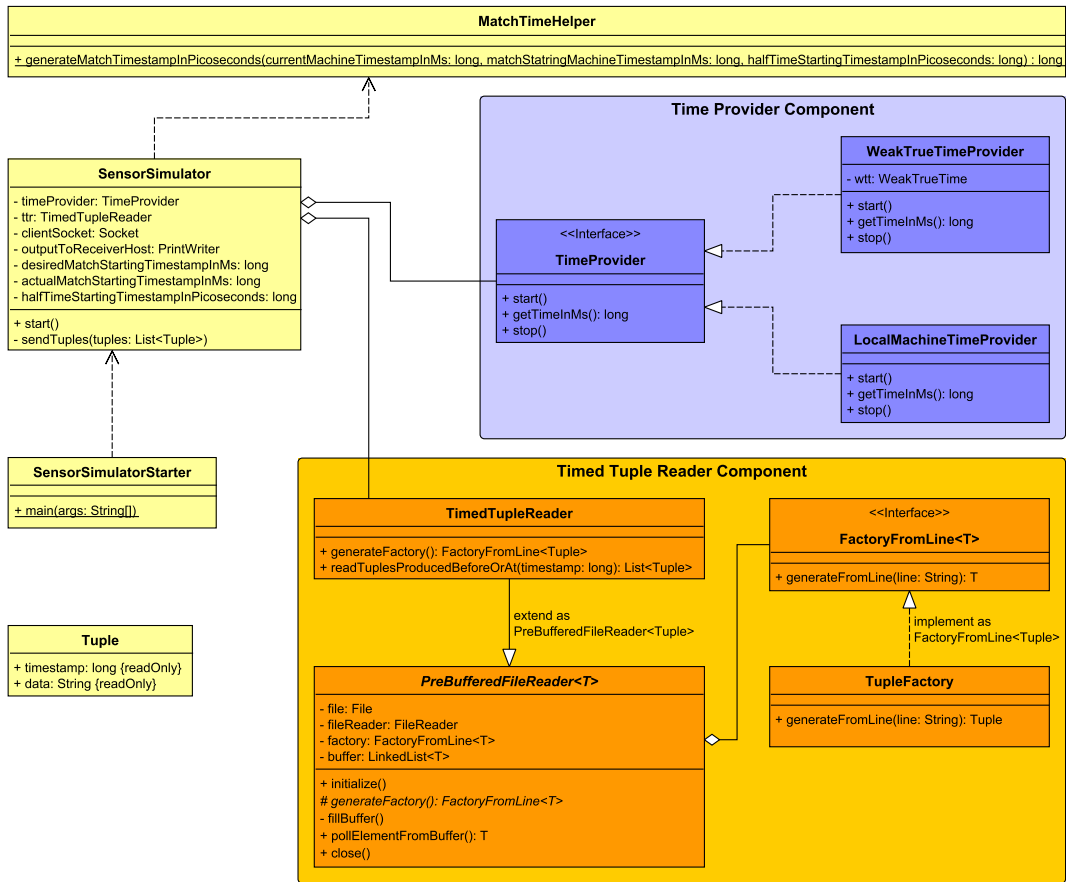 MatchTimeHelper
+ generateMatchTimestampInPicoseconds(currentMachineTimestampInMs: long, matchStatringMachineTimestampInMs: long, halfTimeStartingTimestampInPicoseconds: long) : long
Time Provider Component
WeakTrueTimeProvider
- wtt: WeakTrueTime
+ start()
+ getTimeInMs(): long
+ stop()
SensorSimulator
- timeProvider: TimeProvider
- ttr: TimedTupleReader
- clientSocket: Socket
- outputToReceiverHost: PrintWriter
- desiredMatchStartingTimestampInMs: long
- actualMatchStartingTimestampInMs: long
- halfTimeStartingTimestampInPicoseconds: long
+ start()
- sendTuples(tuples: List<Tuple>)
<<Interface>>
TimeProvider
+ start()
+ getTimeInMs(): long
+ stop()
LocalMachineTimeProvider
+ start()
+ getTimeInMs(): long
+ stop()
SensorSimulatorStarter
+ main(args: String[])
Timed Tuple Reader Component
TimedTupleReader
+ generateFactory(): FactoryFromLine<Tuple>
+ readTuplesProducedBeforeOrAt(timestamp: long): List<Tuple>
<<Interface>>
FactoryFromLine<T>
+ generateFromLine(line: String): T
extend as
PreBufferedFileReader<Tuple>
implement as
FactoryFromLine<Tuple>
Tuple
+ timestamp: long {readOnly}
+ data: String {readOnly}
PreBufferedFileReader<T>
- file: File
- fileReader: FileReader
- factory: FactoryFromLine<T>
- buffer: LinkedList<T>
+ initialize()
# generateFactory(): FactoryFromLine<T>
- fillBuffer()
+ pollElementFromBuffer(): T
+ close()
TupleFactory
+ generateFromLine(line: String): Tuple